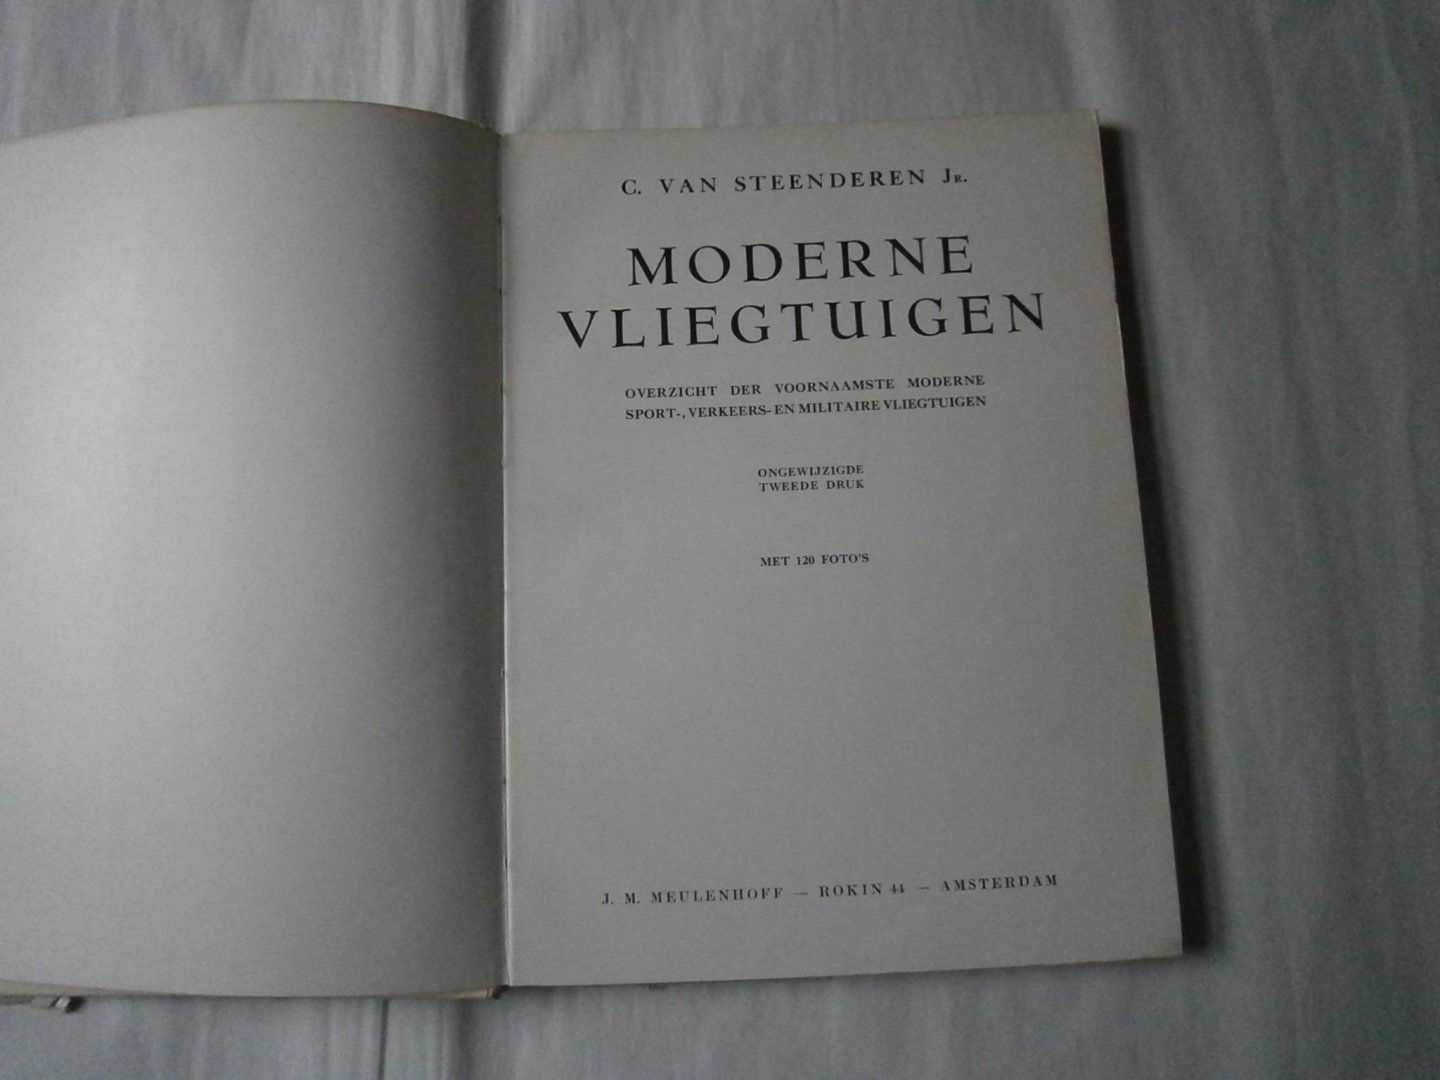 C. VAN STEENDEREN JR.
MODERNE
VLIEGTUIGEN
OVERZICHT DER VOORNAAMSTE MODERNE
SPORT-, VERKEERS- EN MILITAIRE VLIEGTUIGEN
ONGEWIJZIGDE
TWEEDE DRUK
MET 120 FOTO'S
J. M. MEULENHOFF — ROKIN 44 — AMSTERDAM